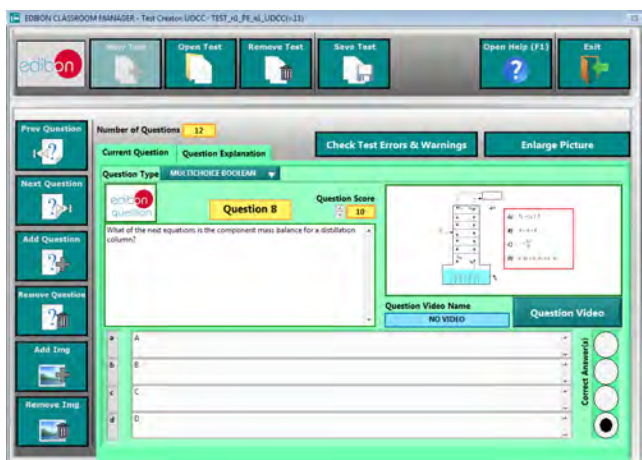 EDIBON CLASSROOM MANAGER - Test Creator UDCC - TEST_n1_PE_n1_UDCC(v.11)
edibon
New Test
Open Test
Remove Test
Save Test
Open Help (F1)
Exit
Prev Question
Next Question
Add Question
Remove Question
Add Img
Remove Img
Number of Questions 12
Check Test Errors & Warnings
Enlarge Picture
Current Question
Question Explanation
Question Type MULTICHOICE BOOLEAN
edibon
question
Question 8
Question Score
10
What of the next equations is the component mass balance for a distillation
column?
A)
B)
C)
D)
Question Video Name
NO VIDEO
Question Video
a A
b B
c C
d D
Correct Answer(s)